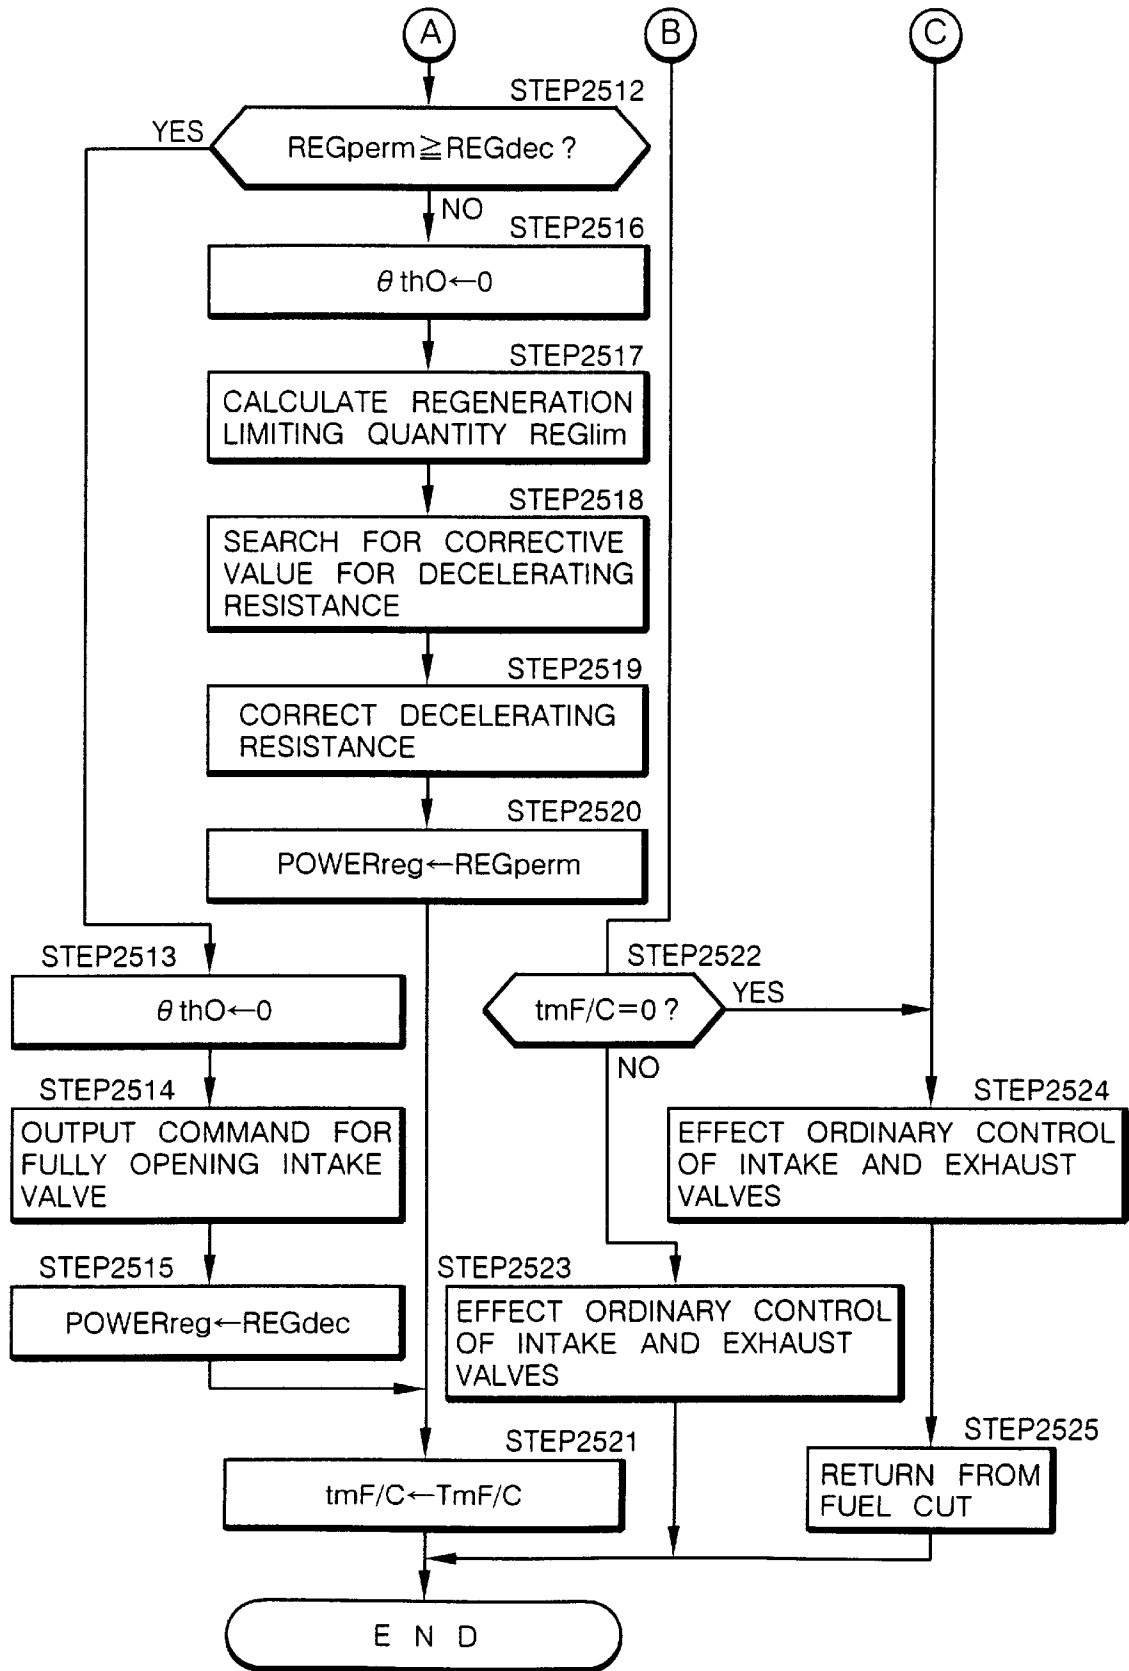 A
B
C
STEP2512
YES
REGperm≧REGdec ?
NO
STEP2516
θthO←0
STEP2517
CALCULATE REGENERATION
LIMITING QUANTITY REGlim
STEP2518
SEARCH FOR CORRECTIVE
VALUE FOR DECELERATING
RESISTANCE
STEP2519
CORRECT DECELERATING
RESISTANCE
STEP2520
POWERreg←REGperm
STEP2513
θthO←0
STEP2514
OUTPUT COMMAND FOR
FULLY OPENING INTAKE
VALVE
STEP2515
POWERreg←REGdec
STEP2522
tmF/C=0 ?
YES
NO
STEP2524
EFFECT ORDINARY CONTROL
OF INTAKE AND EXHAUST
VALVES
STEP2523
EFFECT ORDINARY CONTROL
OF INTAKE AND EXHAUST
VALVES
STEP2525
RETURN FROM
FUEL CUT
STEP2521
tmF/C←TmF/C
E N D